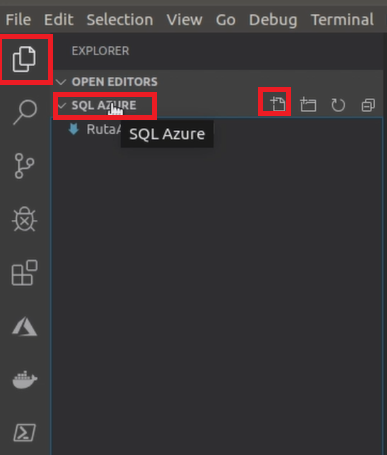 File Edit Selection View Go Debug Terminal
EXPLORER
OPEN EDITORS
SQL AZURE
SQL Azure